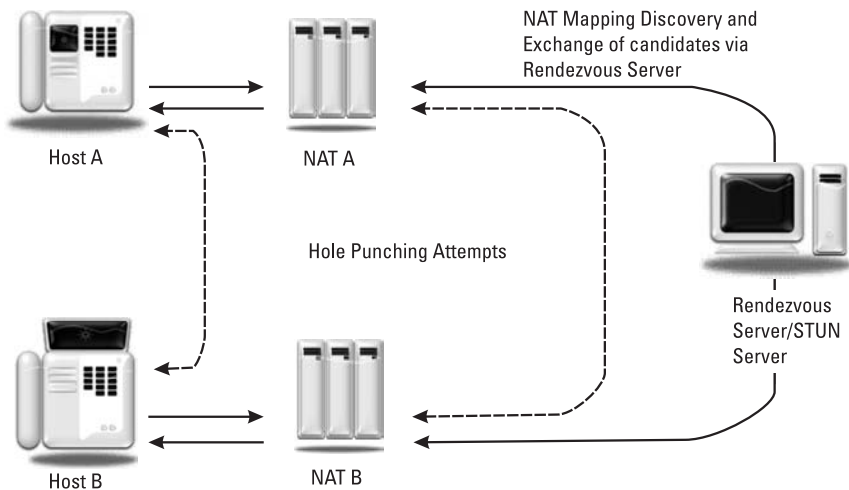 NAT Mapping Discovery and
Exchange of candidates via
Rendezvous Server
Host A
NAT A
Hole Punching Attempts
Rendezvous
Server/STUN
Server
Host B
NAT B